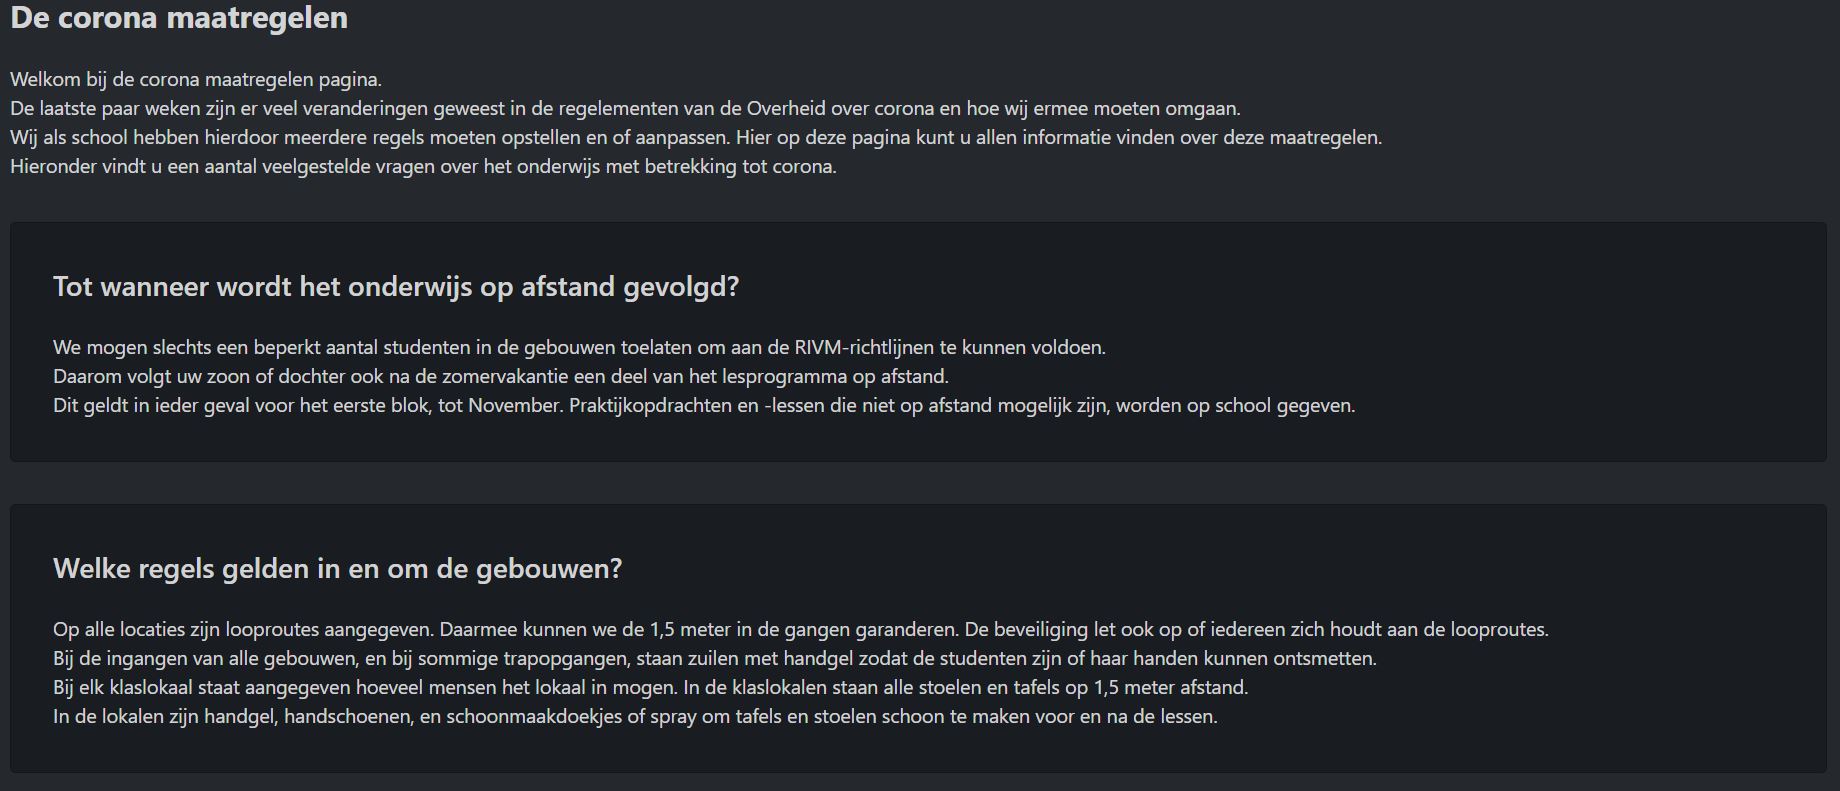 De corona maatregelen
Welkom bij de corona maatregelen pagina.
De laatste paar weken zijn er veel veranderingen geweest in de regelementen van de Overheid over corona en hoe wij ermee moeten omgaan.
Wij als school hebben hierdoor meerdere regels moeten opstellen en of aanpassen. Hier op deze pagina kunt u allen informatie vinden over deze maatregelen.
Hieronder vindt u een aantal veelgestelde vragen over het onderwijs met betrekking tot corona.
Tot wanneer wordt het onderwijs op afstand gevolgd?
We mogen slechts een beperkt aantal studenten in de gebouwen toelaten om aan de RIVM-richtlijnen te kunnen voldoen.
Daarom volgt uw zoon of dochter ook na de zomervakantie een deel van het lesprogramma op afstand.
Dit geldt in ieder geval voor het eerste blok, tot November. Praktijkopdrachten en -lessen die niet op afstand mogelijk zijn, worden op school gegeven.
Welke regels gelden in en om de gebouwen?
Op alle locaties zijn looproutes aangegeven. Daarmee kunnen we de 1,5 meter in de gangen garanderen. De beveiliging let ook op of iedereen zich houdt aan de looproutes.
Bij de ingangen van alle gebouwen, en bij sommige trapopgangen, staan zuilen met handgel zodat de studenten zijn of haar handen kunnen ontsmetten.
Bij elk klaslokaal staat aangegeven hoeveel mensen het lokaal in mogen. In de klaslokalen staan alle stoelen en tafels op 1,5 meter afstand.
In de lokalen zijn handgel, handschoenen, en schoonmaakdoekjes of spray om tafels en stoelen schoon te maken voor en na de lessen.